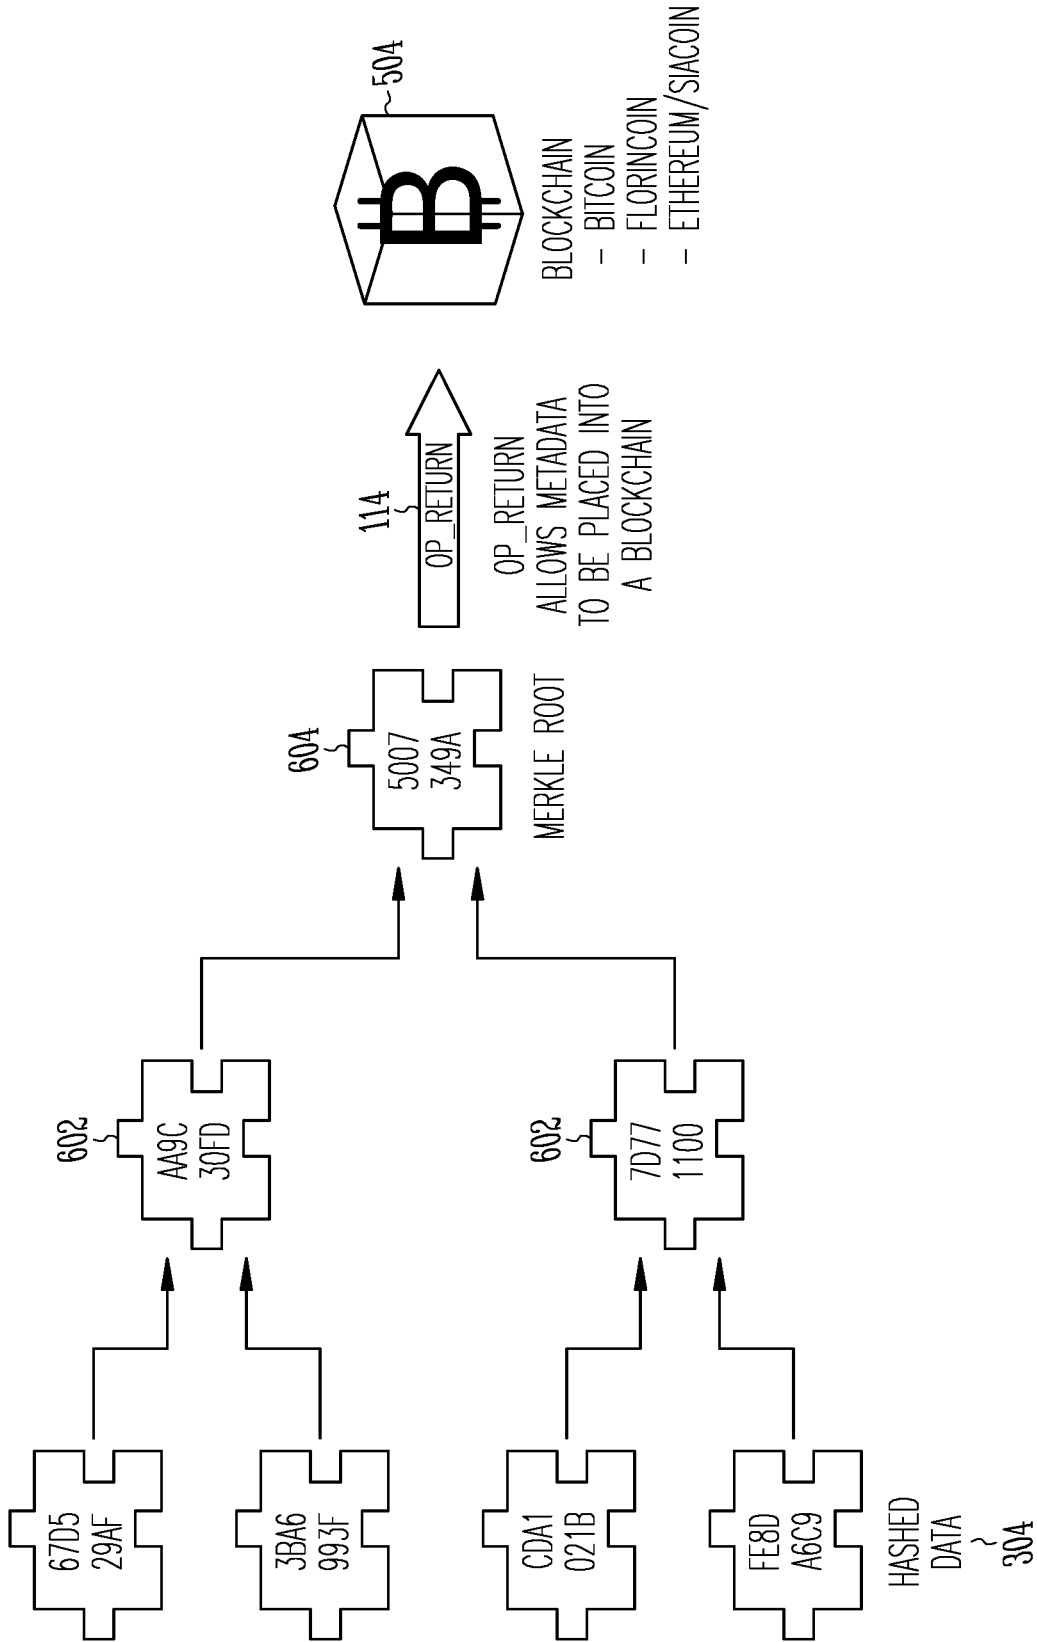 67D5
29AF
3BA6
993F
CDA1
021B
FE8D
A6C9
HASHED
DATA
304
602
AA9C
30FD
602
7D77
1100
604
5007
349A
MERKLE ROOT
114
OP_RETURN
OP_RETURN
ALLOWS METADATA
TO BE PLACED INTO
A BLOCKCHAIN
504
B
BLOCKCHAIN
- BITCOIN
- FLORINCOIN
- ETHEREUM/SIACOIN